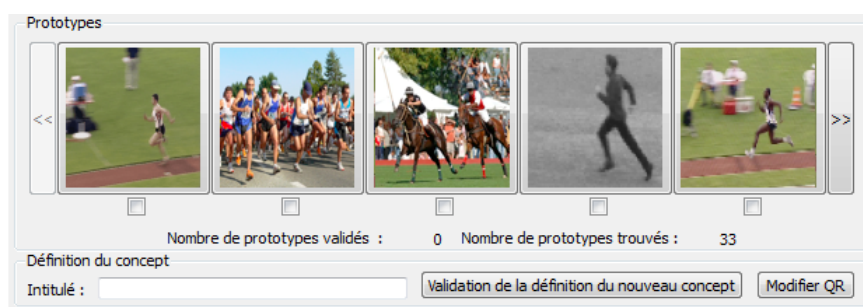 Prototypes
<< >>
Nombre de prototypes validés : 0 Nombre de prototypes trouvés : 33
Définition du concept
Intitulé : Validation de la définition du nouveau concept Modifier QR